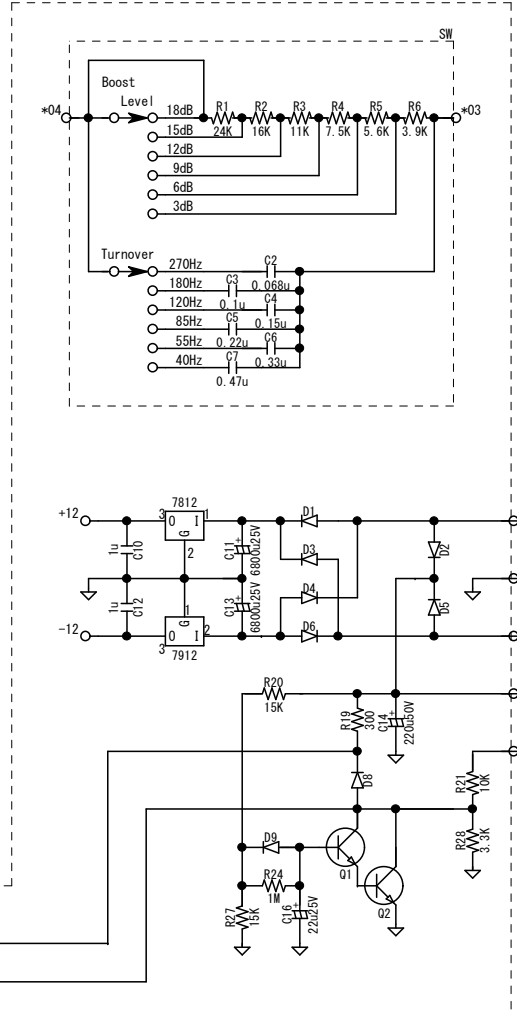 SW
Boost
Level
*04
18dB
R1
R2
R3
R4
R5
R6
*03
24K
16K
11K
7.5K
5.6K
3.9K
15dB
12dB
9dB
6dB
3dB
Turnover
270Hz
C2
180Hz
C3
0.068u
120Hz
0.1u
C4
85Hz
C5
0.15u
55Hz
0.22u
C6
40Hz
C7
0.33u
0.47u
7812
+12
3
O
I
1
G
2
1u
C10
C11
+
6800u25V
D1
D3
D2
1u
C12
C13
+
6800u25V
D4
D5
1
G
-12
O
I
2
3
7912
D6
R20
15K
R19
300
C14
+
220u50V
D8
R21
10K
D9
R28
3.3K
R24
1M
Q1
R27
15K
C16
+
22u25V
Q2